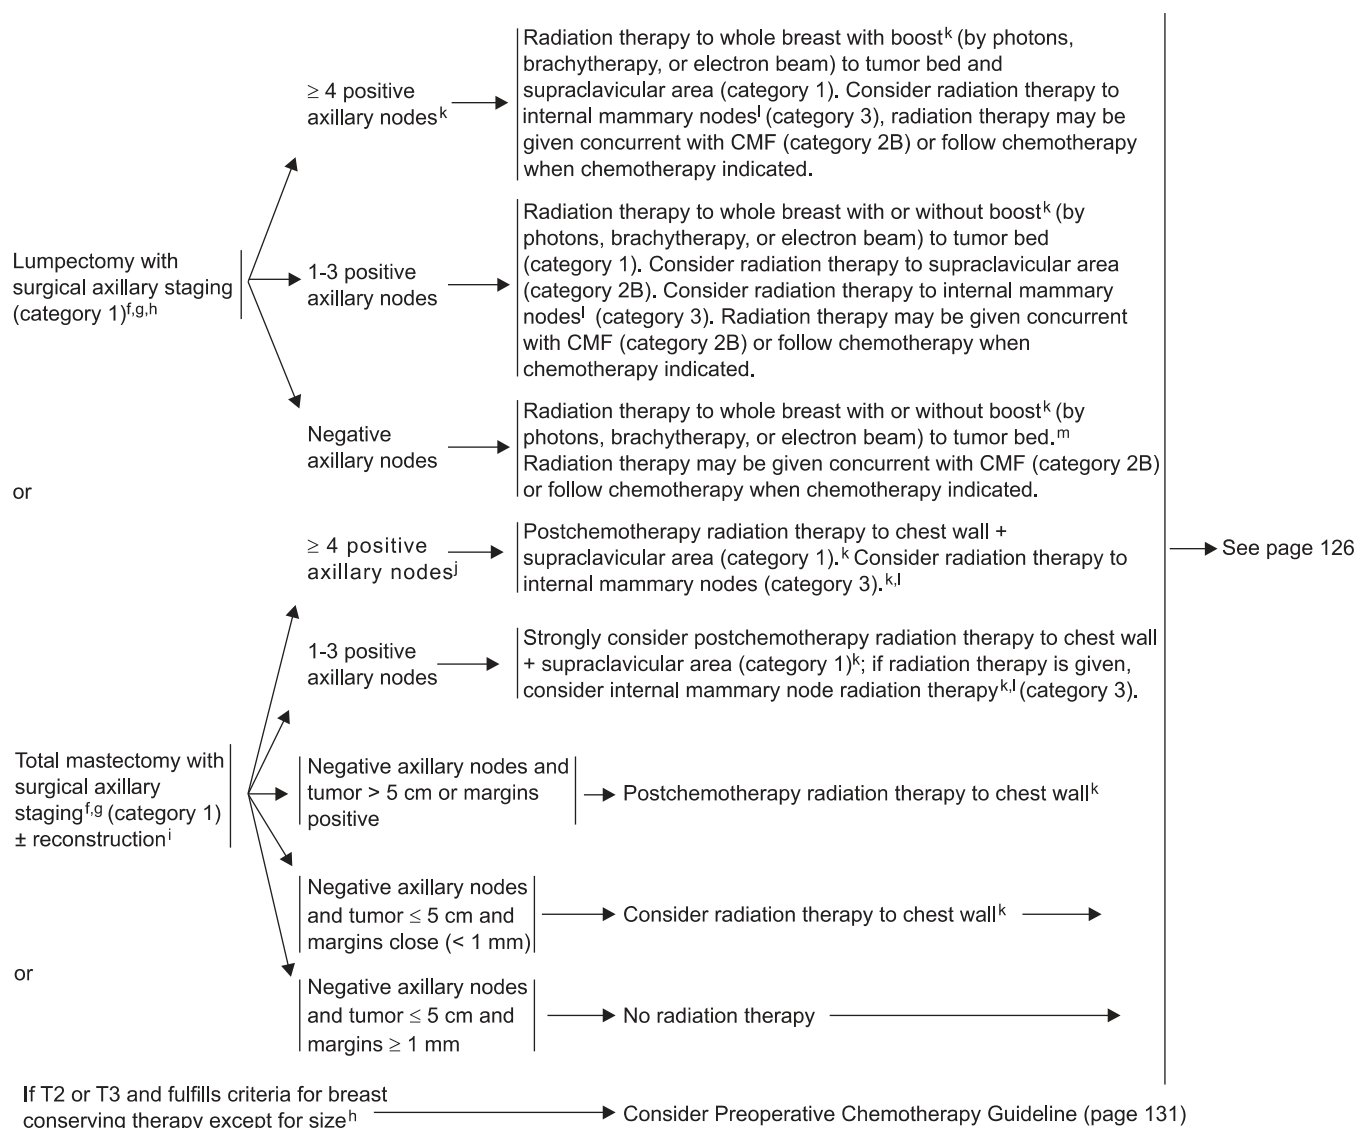 ≥ 4 positive
axillary nodesk
Radiation therapy to whole breast with boostk (by photons,
brachytherapy, or electron beam) to tumor bed and
supraclavicular area (category 1). Consider radiation therapy to
internal mammary nodesl (category 3), radiation therapy may be
given concurrent with CMF (category 2B) or follow chemotherapy
when chemotherapy indicated.
Lumpectomy with
surgical axillary staging
(category 1)f,g,h
1-3 positive
axillary nodes
Radiation therapy to whole breast with or without boostk (by
photons, brachytherapy, or electron beam) to tumor bed
(category 1). Consider radiation therapy to supraclavicular area
(category 2B). Consider radiation therapy to internal mammary
nodesl (category 3). Radiation therapy may be given concurrent
with CMF (category 2B) or follow chemotherapy when
chemotherapy indicated.
Negative
axillary nodes
Radiation therapy to whole breast with or without boostk (by
photons, brachytherapy, or electron beam) to tumor bed.m
Radiation therapy may be given concurrent with CMF (category 2B)
or follow chemotherapy when chemotherapy indicated.
or
≥ 4 positive
axillary nodesj
Postchemotherapy radiation therapy to chest wall +
supraclavicular area (category 1).k Consider radiation therapy to
internal mammary nodes (category 3).k,l
See page 126
1-3 positive
axillary nodes
Strongly consider postchemotherapy radiation therapy to chest wall
+ supraclavicular area (category 1)k; if radiation therapy is given,
consider internal mammary node radiation therapyk,l (category 3).
Total mastectomy with
surgical axillary
stagingf,g (category 1)
± reconstructioni
Negative axillary nodes and
tumor > 5 cm or margins
positive
Postchemotherapy radiation therapy to chest wallk
Negative axillary nodes
and tumor ≤ 5 cm and
margins close (< 1 mm)
Consider radiation therapy to chest wallk
or
Negative axillary nodes
and tumor ≤ 5 cm and
margins ≥ 1 mm
No radiation therapy
If T2 or T3 and fulfills criteria for breast
conserving therapy except for sizeh
Consider Preoperative Chemotherapy Guideline (page 131)